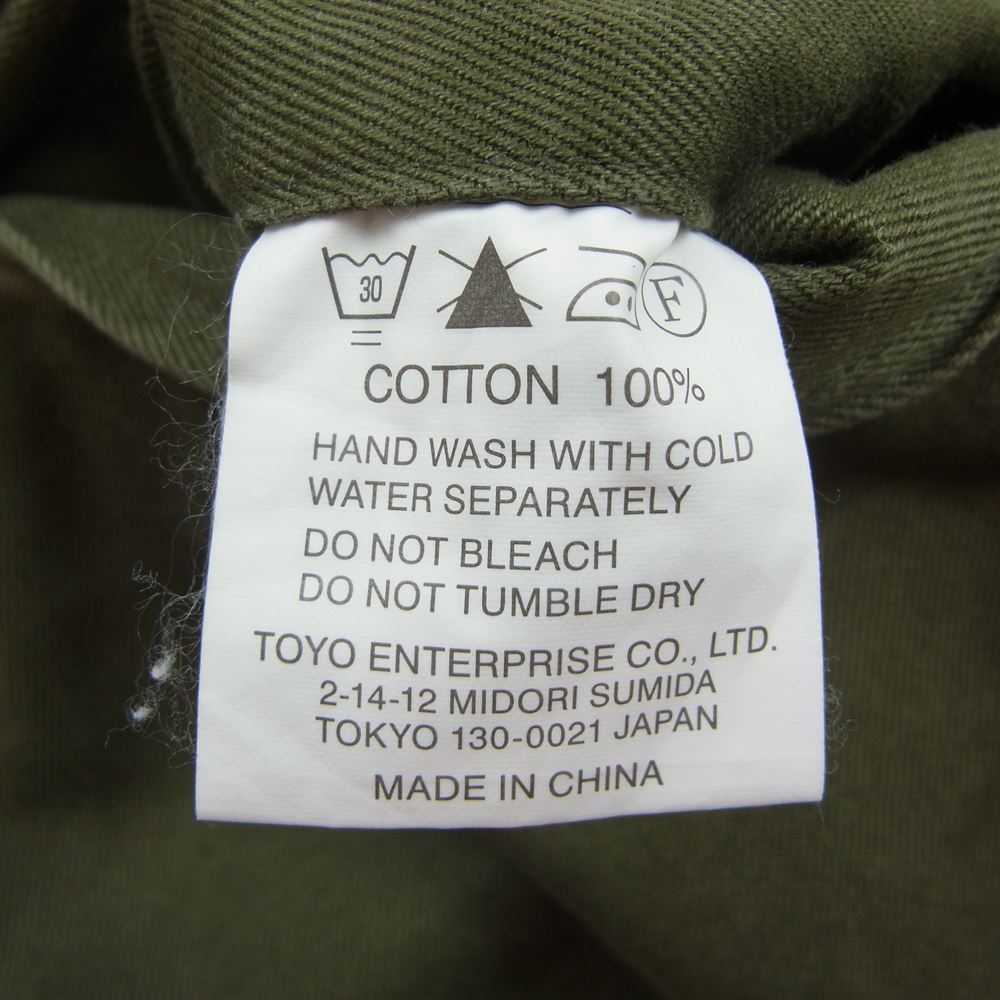 30 F
COTTON 100%
HAND WASH WITH COLD
WATER SEPARATELY
DO NOT BLEACH
DO NOT TUMBLE DRY
TOYO ENTERPRISE CO., LTD.
2-14-12 MIDORI SUMIDA
TOKYO 130-0021 JAPAN
MADE IN CHINA